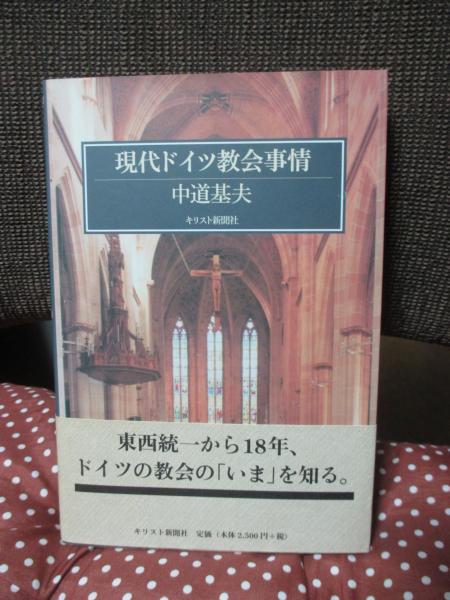 現代ドイツ教会事情
中道基夫
キリスト新聞社
東西統一から18年、
ドイツの教会の「いま」を知る。
キリスト新聞社 定価（本体2,500円+税）